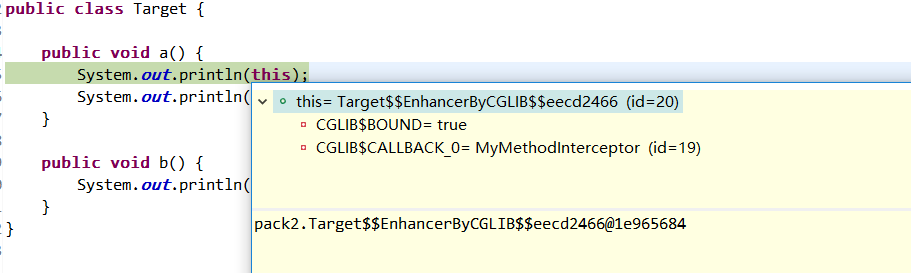 public class Target {
public void a() {
System.out.println(this);
System.out.println(
}
public void b() {
System.out.println(
}
}
this= Target$$EnhancerByCGLIB$$eecd2466 (id=20)
CGLIB$BOUND= true
CGLIB$CALLBACK_0= MyMethodInterceptor (id=19)
pack2.Target$$EnhancerByCGLIB$$eecd2466@1e965684